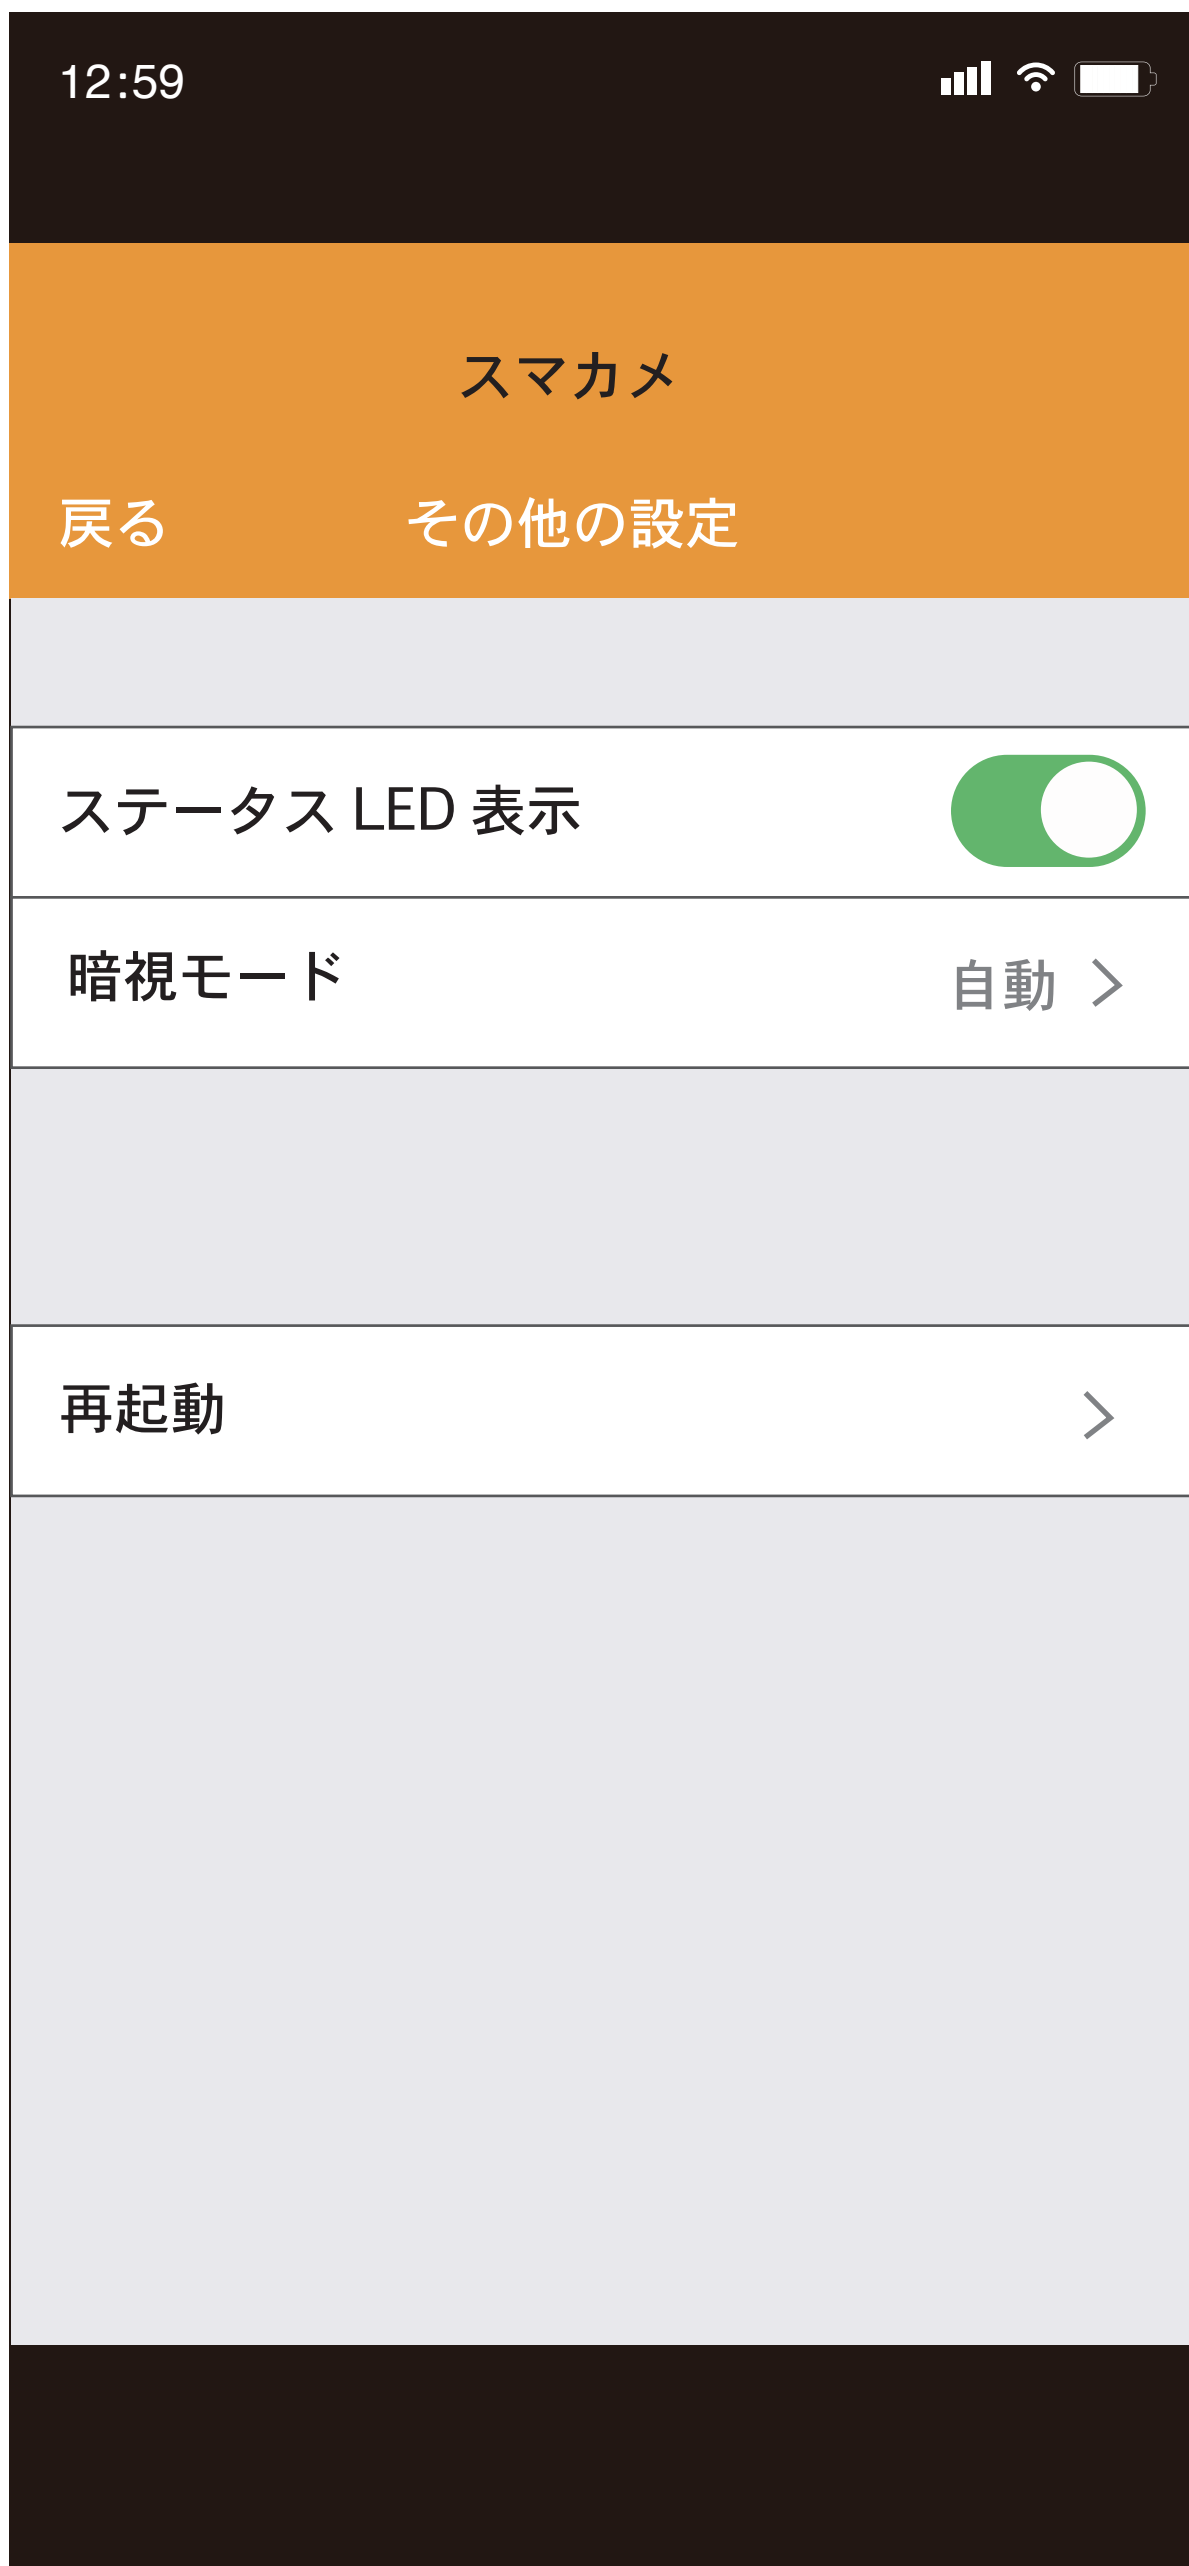 12:59
スマカメ
戻る その他の設定
ステータス LED 表示
暗視モード 自動
再起動